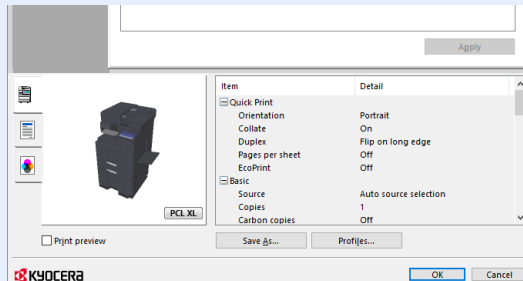 Apply
Item Detail
Quick Print
Orientation Portrait
Collate On
Duplex Flip on long edge
Pages per sheet Off
EcoPrint Off
Basic
Source Auto source selection
Copies 1
Carbon copies Off
PCL XL
Print preview Save As... Profiles...
KYOCERA OK Cancel